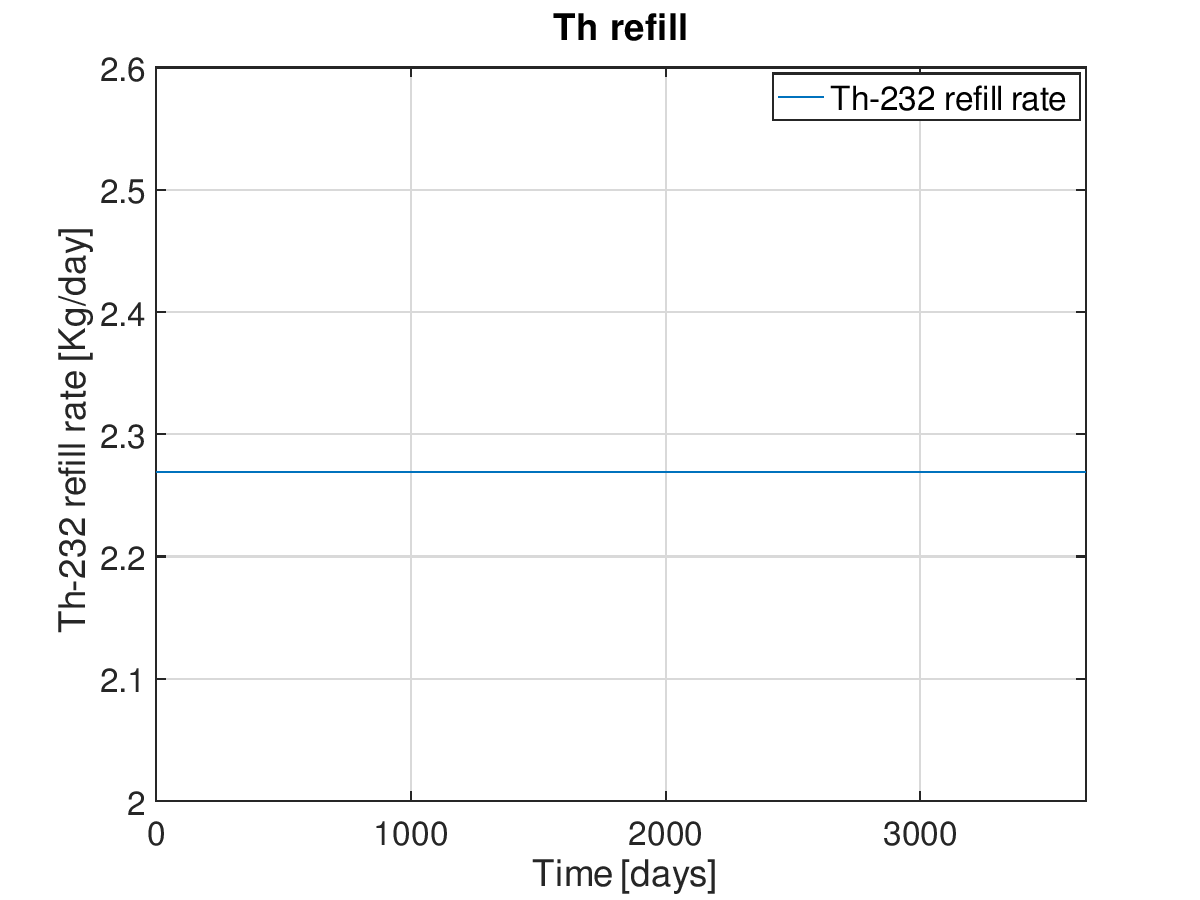 Th refill
2.6
Th-232 refill rate
2.5
2.4
2.3
2.2
2.1
2
Th-232 refill rate [Kg/day]
0 1000 2000 3000
Time [days]